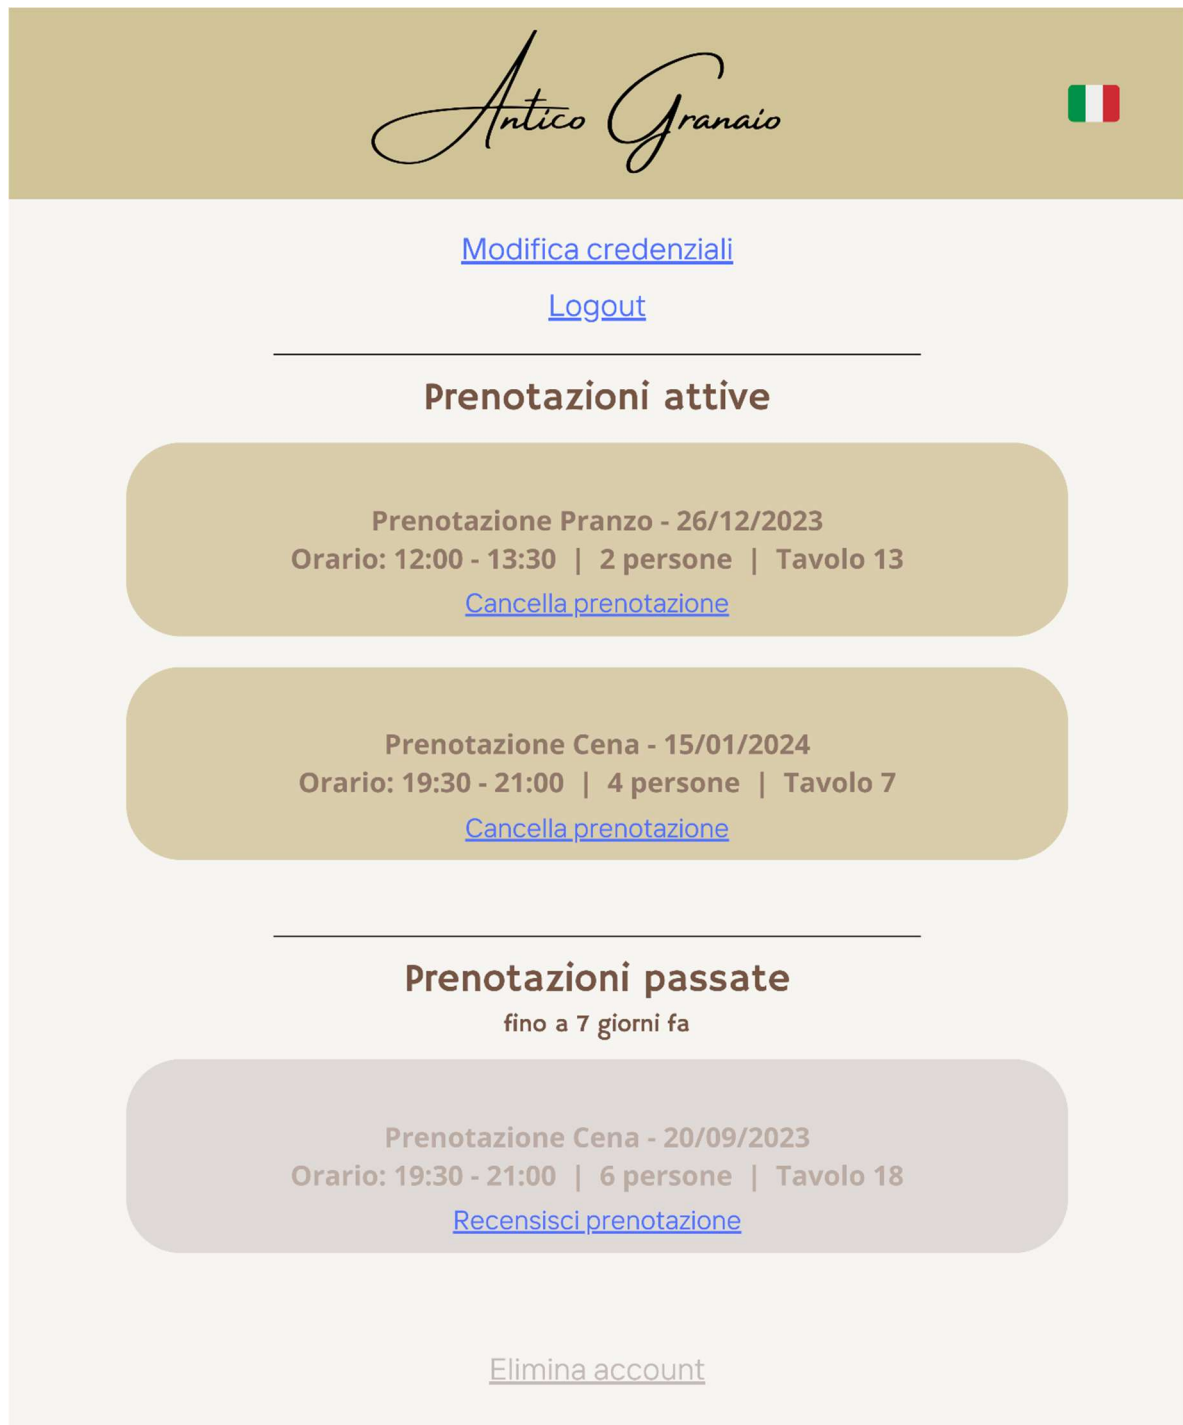 Antico Granaio
Modifica credenziali
Logout
Prenotazioni attive
Prenotazione Pranzo - 26/12/2023
Orario: 12:00 - 13:30 | 2 persone | Tavolo 13
Cancella prenotazione
Prenotazione Cena - 15/01/2024
Orario: 19:30 - 21:00 | 4 persone | Tavolo 7
Cancella prenotazione
Prenotazioni passate
fino a 7 giorni fa
Prenotazione Cena - 20/09/2023
Orario: 19:30 - 21:00 | 6 persone | Tavolo 18
Recensisci prenotazione
Elimina account